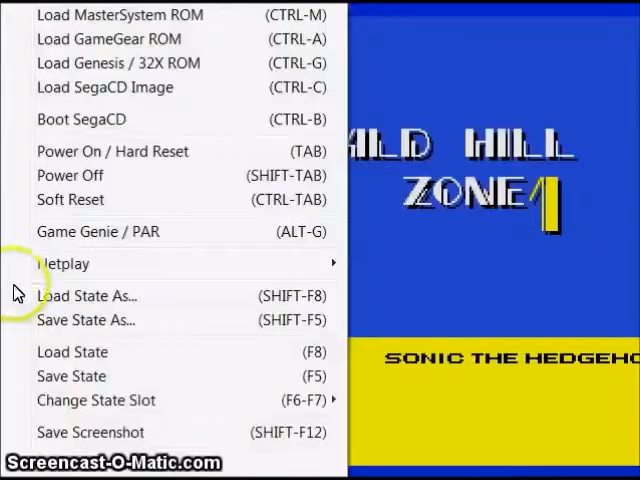 Load MasterSystem ROM (CTRL-M)
Load GameGear ROM (CTRL-A)
Load Genesis / 32X ROM (CTRL-G)
Load SegaCD Image (CTRL-C)
Boot SegaCD (CTRL-B)
Power On / Hard Reset (TAB)
Power Off (SHIFT-TAB)
Soft Reset (CTRL-TAB)
Game Genie / PAR (ALT-G)
Netplay
Load State As... (SHIFT-F8)
Save State As... (SHIFT-F5)
Load State (F8)
Save State (F5)
Change State Slot (F6-F7)
Save Screenshot (SHIFT-F12)
HILL
ZONE 1
SONIC THE HEDGEHO
Screencast-O-Matic.com